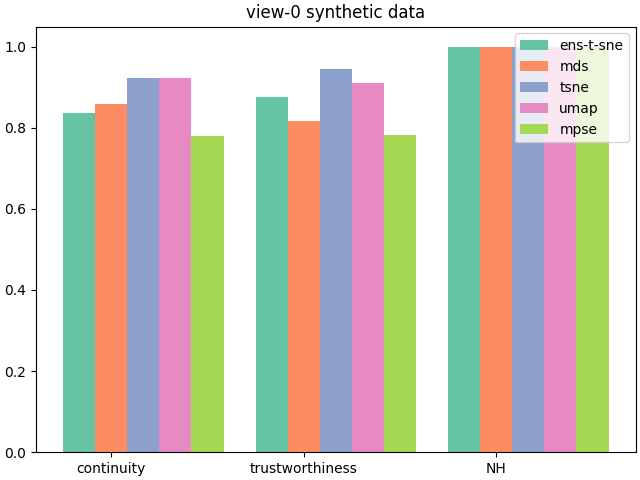 view-0 synthetic data
1.0
0.8
0.6
0.4
0.2
0.0
ens-t-sne
mds
tsne
umap
mpse
continuity
trustworthiness
NH